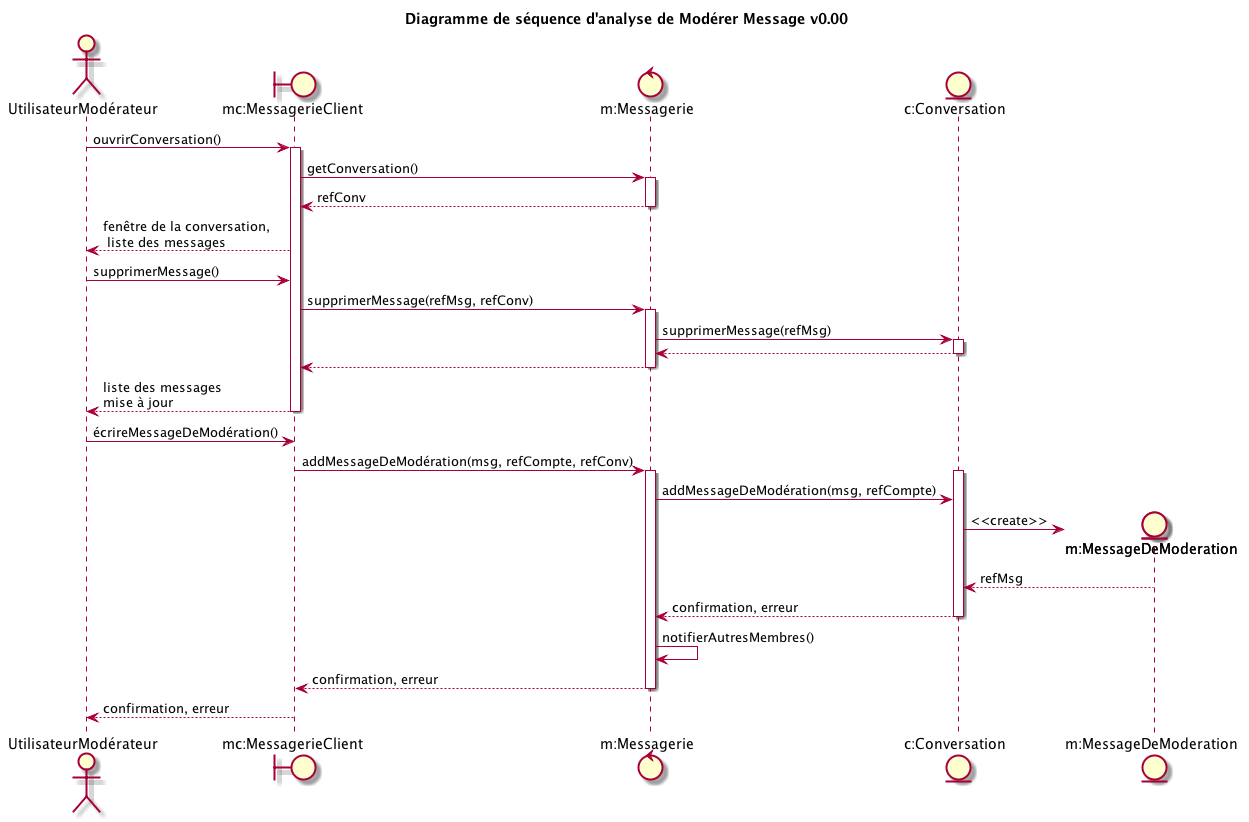 Diagramme de séquence d'analyse de Modérer Message v0.00
UtilisateurModérateur
mc:MessagerieClient
m:Messagerie
c:Conversation
ouvrirConversation()
getConversation()
refConv
fenêtre de la conversation,
liste des messages
supprimerMessage()
supprimerMessage(refMsg, refConv)
supprimerMessage(refMsg)
liste des messages
mise à jour
écrireMessageDeModération()
addMessageDeModération(msg, refCompte, refConv)
addMessageDeModération(msg, refCompte)
<<create>>
m:MessageDeModeration
refMsg
confirmation, erreur
notifierAutresMembres()
confirmation, erreur
confirmation, erreur
UtilisateurModérateur
mc:MessagerieClient
m:Messagerie
c:Conversation
m:MessageDeModeration